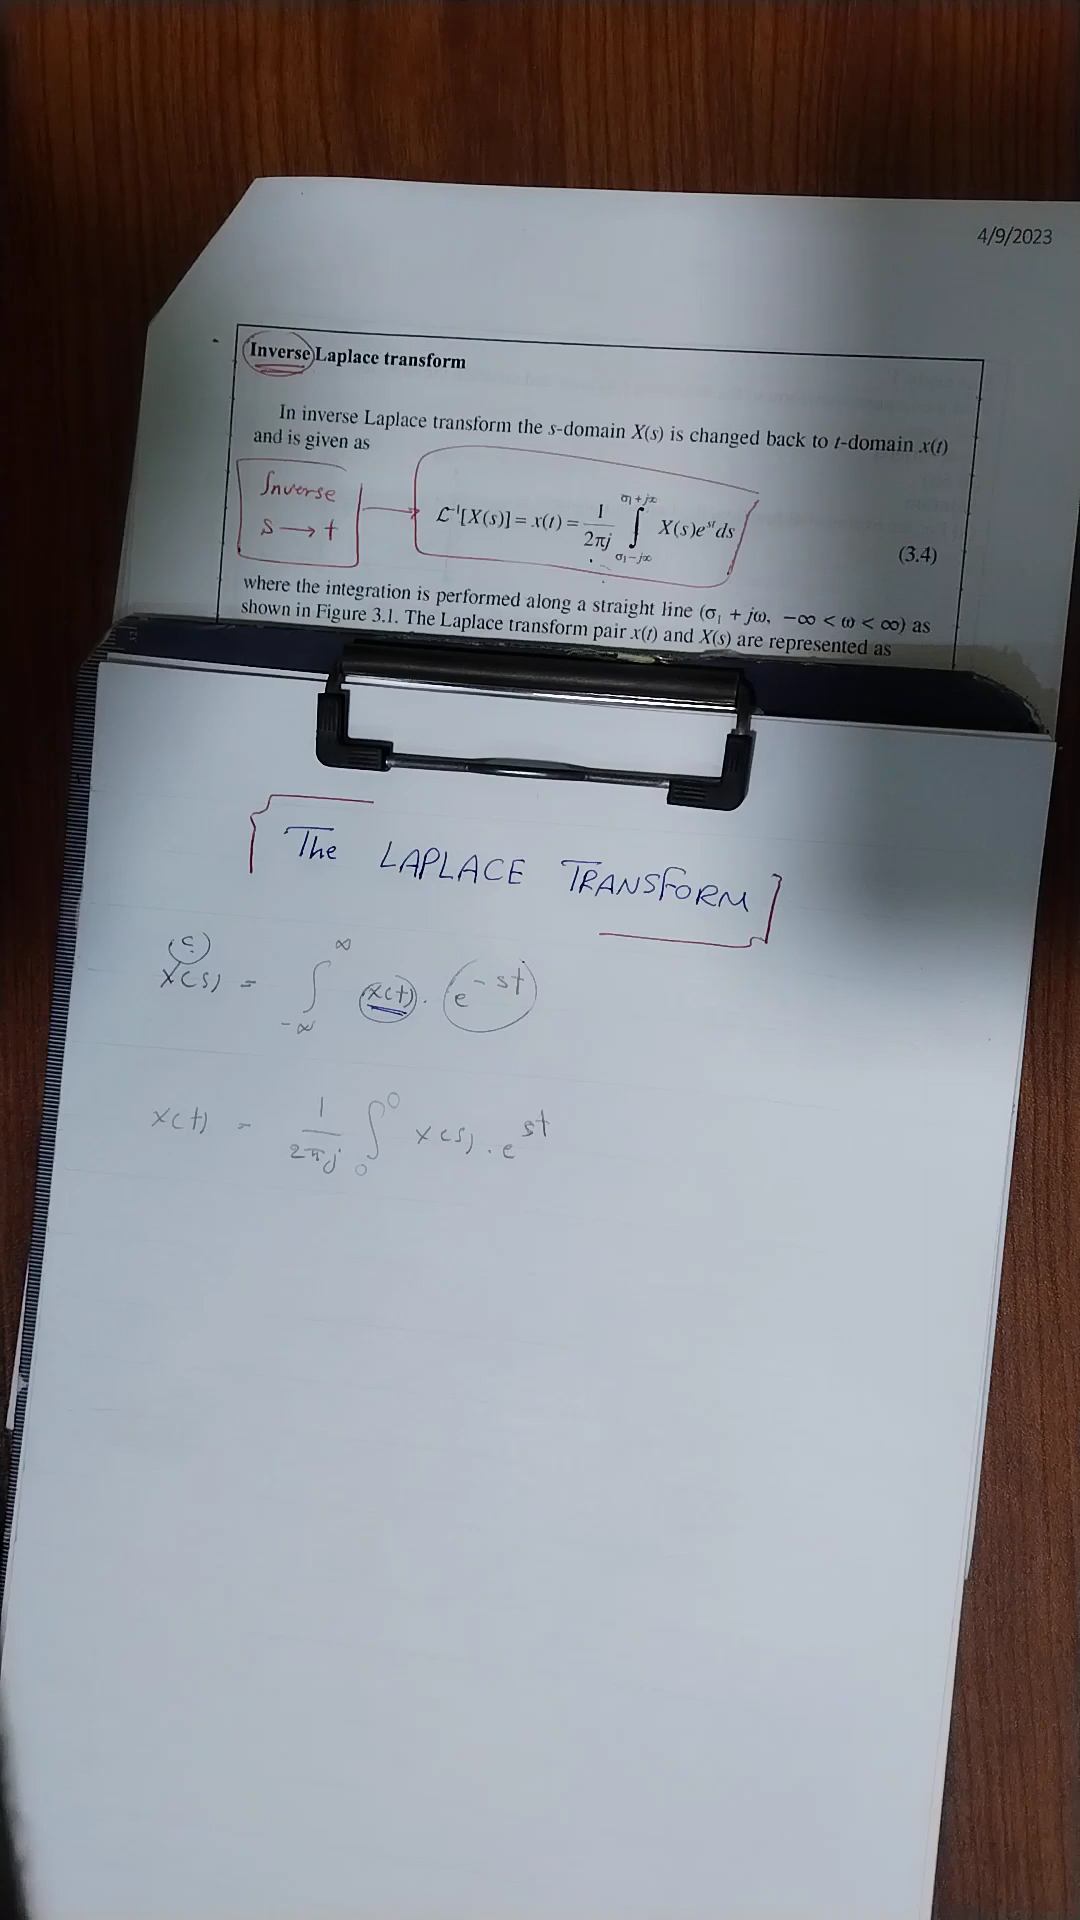 4/9/2023
Inverse Laplace transform
In inverse Laplace transform the s-domain X(s) is changed back to t-domain x(t)
and is given as
Inverse
s → t
ℒ⁻¹[X(s)] = x(t) = 1/2πj ∫_{σ₁−j∞}^{σ₁+j∞} X(s)eˢᵗds
(3.4)
where the integration is performed along a straight line (σ₁ + jω, −∞ < ω < ∞) as
shown in Figure 3.1. The Laplace transform pair x(t) and X(s) are represented as
The LAPLACE TRANSFORM
X(s) = ∫_{-∞}^{∞} x(t) . e^{-st}
x(t) = 1/2πj ∫_0^0 x(s) . e^{st}